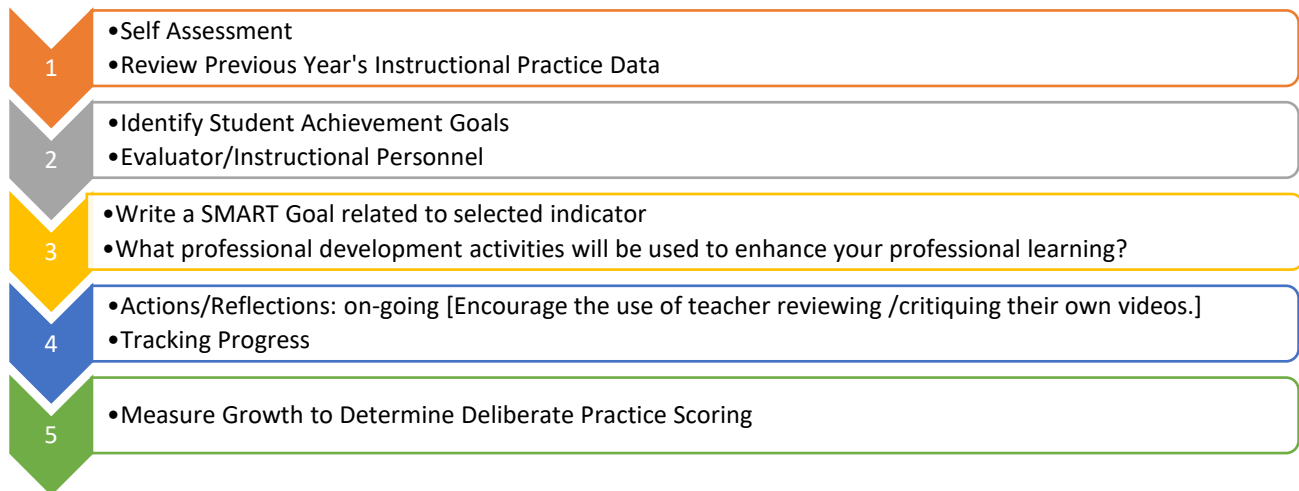 1
•Self Assessment
•Review Previous Year's Instructional Practice Data
2
•Identify Student Achievement Goals
•Evaluator/Instructional Personnel
3
•Write a SMART Goal related to selected indicator
•What professional development activities will be used to enhance your professional learning?
4
•Actions/Reflections: on-going [Encourage the use of teacher reviewing /critiquing their own videos.]
•Tracking Progress
5
•Measure Growth to Determine Deliberate Practice Scoring